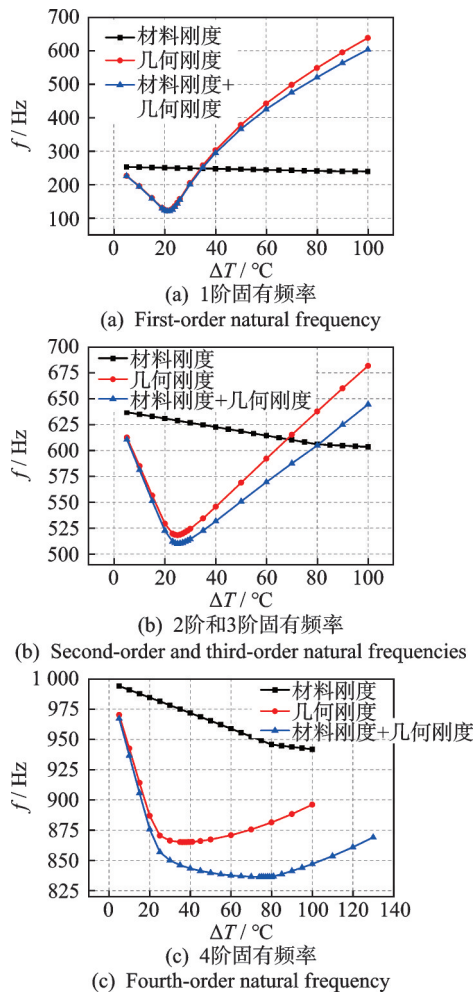 700
600
500
400
300
200
100
f / Hz
材料刚度
几何刚度
材料刚度+
几何刚度
0 20 40 60 80 100
ΔT / °C
(a) 1阶固有频率
(a) First-order natural frequency
700
675
650
625
600
575
550
525
500
f / Hz
材料刚度
几何刚度
材料刚度+几何刚度
0 20 40 60 80 100
ΔT / °C
(b) 2阶和3阶固有频率
(b) Second-order and third-order natural frequencies
1 000
975
950
925
900
875
850
825
f / Hz
材料刚度
几何刚度
材料刚度+几何刚度
0 20 40 60 80 100 120 140
ΔT / °C
(c) 4阶固有频率
(c) Fourth-order natural frequency